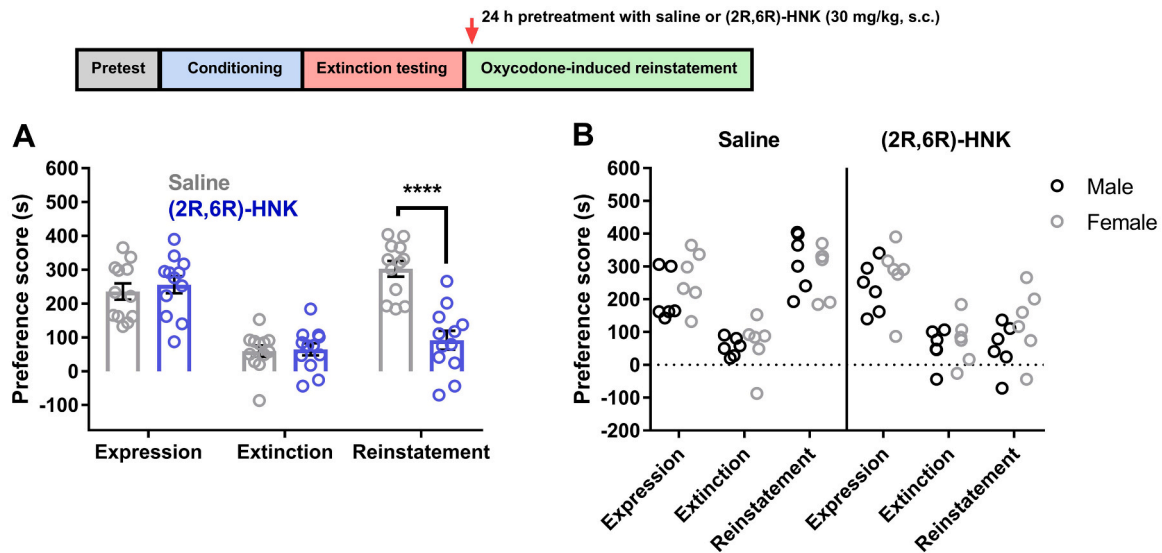 24 h pretreatment with saline or (2R,6R)-HNK (30 mg/kg, s.c.)
Pretest Conditioning Extinction testing Oxycodone-induced reinstatement
A
Preference score (s)
600
500
400
300
200
100
0
-100
Saline
(2R,6R)-HNK
****
Expression Extinction Reinstatement
B
Saline (2R,6R)-HNK
Preference score (s)
600
500
400
300
200
100
0
-100
-200
Male
Female
Expression Extinction Reinstatement Expression Extinction Reinstatement